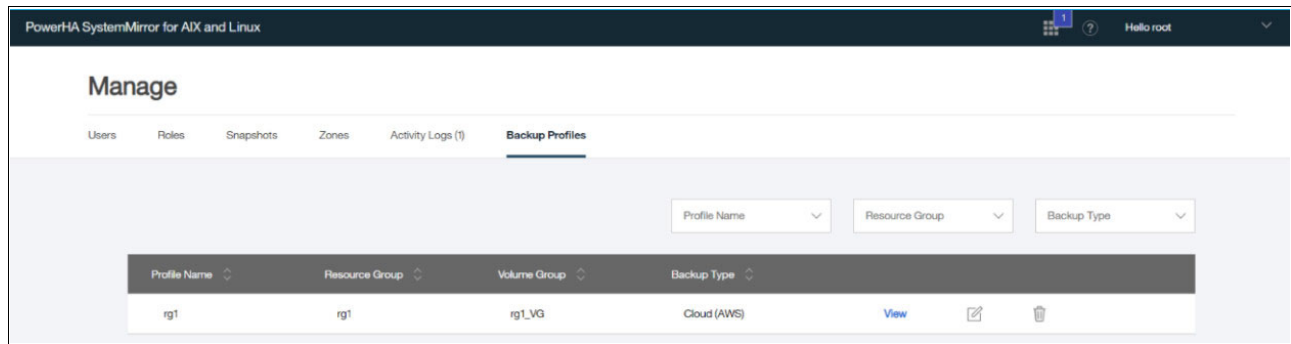 PowerHA SystemMirror for AIX and Linux 1 ? Hello root
Manage
Users Roles Snapshots Zones Activity Logs (1) Backup Profiles
Profile Name Resource Group Backup Type
Profile Name Resource Group Volume Group Backup Type
rg1 rg1 rg1_VG Cloud (AWS) View